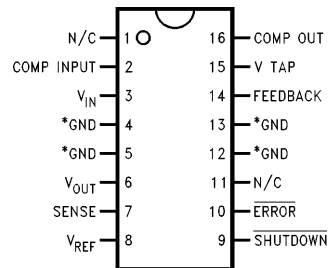 N/C 1 16 COMP OUT
COMP INPUT 2 15 V TAP
VIN 3 14 FEEDBACK
*GND 4 13 *GND
*GND 5 12 *GND
VOUT 6 11 N/C
SENSE 7 10 ERROR
VREF 8 9 SHUTDOWN